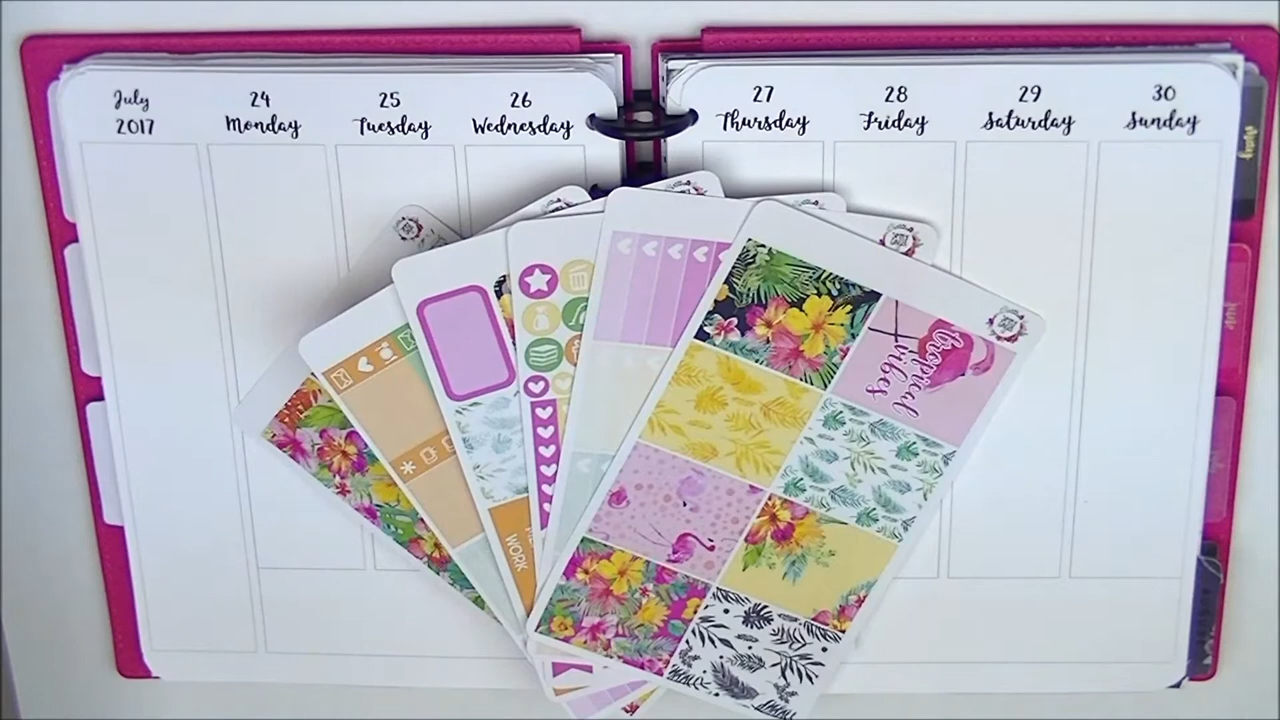 July
2017
24
Monday
25
Tuesday
26
Wednesday
27
Thursday
28
Friday
29
Saturday
30
Sunday
tropical
vibes
WORK